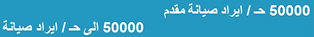 50000 حـ / ايراد صيانة مقدم
50000 الى حـ / ايراد صيانة